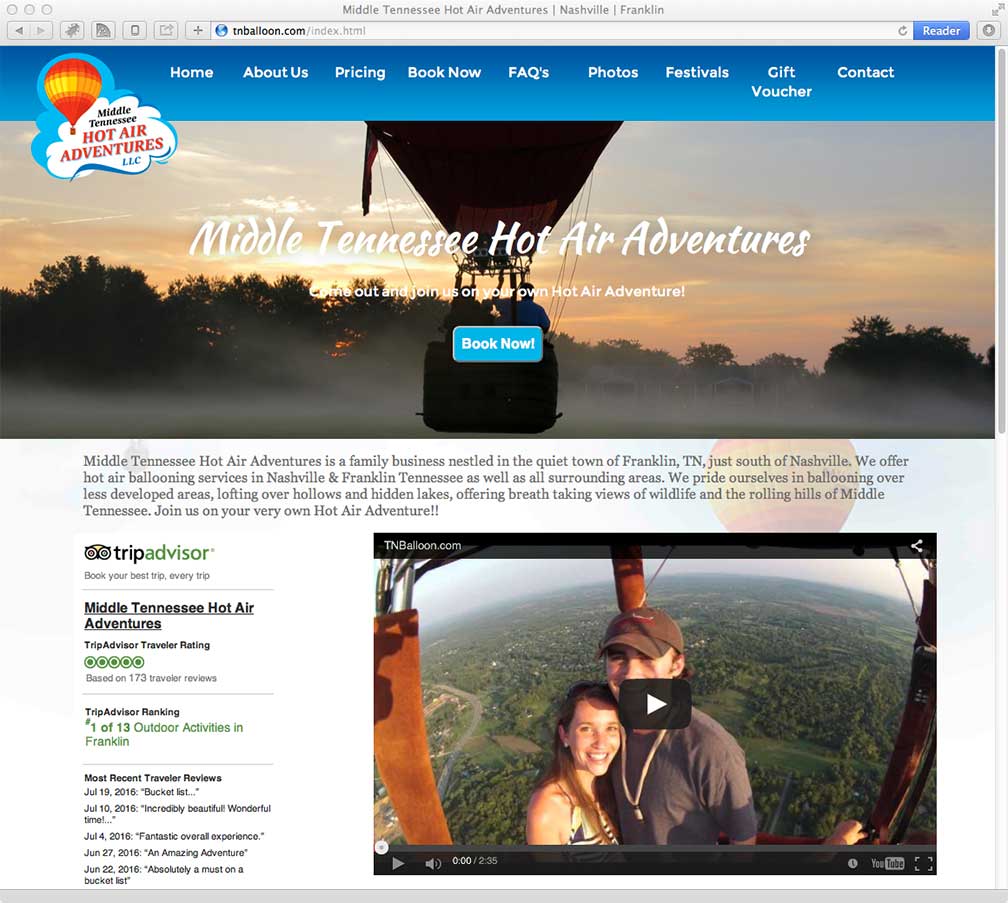 Middle Tennessee Hot Air Adventures | Nashville | Franklin
tnballoon.com/index.html
Reader
Home
About Us
Pricing
Book Now
FAQ's
Photos
Festivals
Gift
Voucher
Contact
Middle
Tennessee
HOT AIR
ADVENTURES
LLC
Middle Tennessee Hot Air Adventures
Come out and join us on your own Hot Air Adventure!
Book Now!
Middle Tennessee Hot Air Adventures is a family business nestled in the quiet town of Franklin, TN, just south of Nashville. We offer
hot air ballooning services in Nashville & Franklin Tennessee as well as all surrounding areas. We pride ourselves in ballooning over
less developed areas, lofting over hollows and hidden lakes, offering breath taking views of wildlife and the rolling hills of Middle
Tennessee. Join us on your very own Hot Air Adventure!!
tripadvisor®
Book your best trip, every trip
Middle Tennessee Hot Air
Adventures
TripAdvisor Traveler Rating
Based on 173 traveler reviews
TripAdvisor Ranking
#1 of 13 Outdoor Activities in
Franklin
Most Recent Traveler Reviews
Jul 19, 2016: “Bucket list...”
Jul 10, 2016: “Incredibly beautiful! Wonderful
time!...”
Jul 4, 2016: “Fantastic overall experience.”
Jun 27, 2016: “An Amazing Adventure”
Jun 22, 2016: “Absolutely a must on a
bucket list”
TNBalloon.com
0:00 / 2:35
YouTube